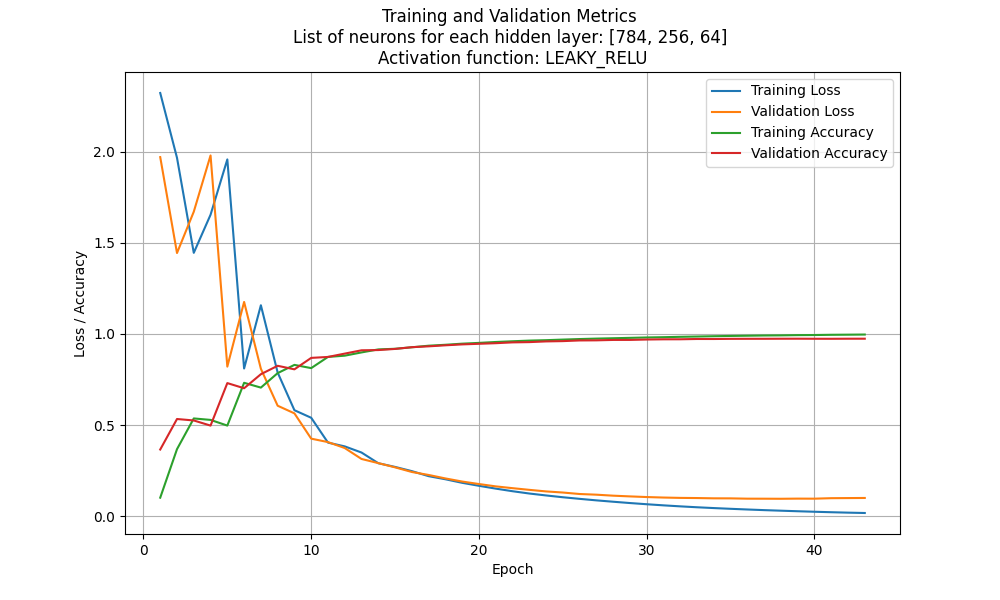 Training and Validation Metrics
List of neurons for each hidden layer: [784, 256, 64]
Activation function: LEAKY_RELU
Training Loss
Validation Loss
Training Accuracy
Validation Accuracy
2.0
1.5
1.0
0.5
0.0
Loss / Accuracy
0
10
20
30
40
Epoch